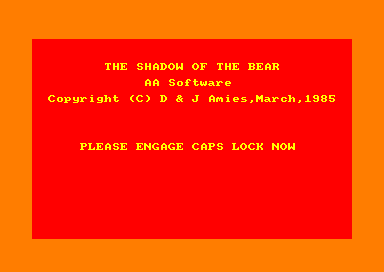 THE SHADOW OF THE BEAR
AA Software
Copyright (C) D & J Amies,March,1985
PLEASE ENGAGE CAPS LOCK NOW